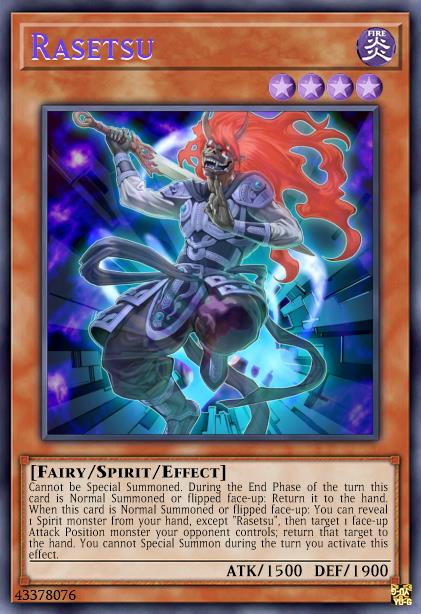 Rasetsu
FIRE
炎
[Fairy/Spirit/Effect]
Cannot be Special Summoned. During the End Phase of the turn this
card is Normal Summoned or flipped face-up: Return it to the hand.
When this card is Normal Summoned or flipped face-up: You can reveal
1 Spirit monster from your hand, except "Rasetsu", then target 1 face-up
Attack Position monster your opponent controls; return that target to
the hand. You cannot Special Summon during the turn you activate this
effect.
ATK/1500 DEF/1900
43378076